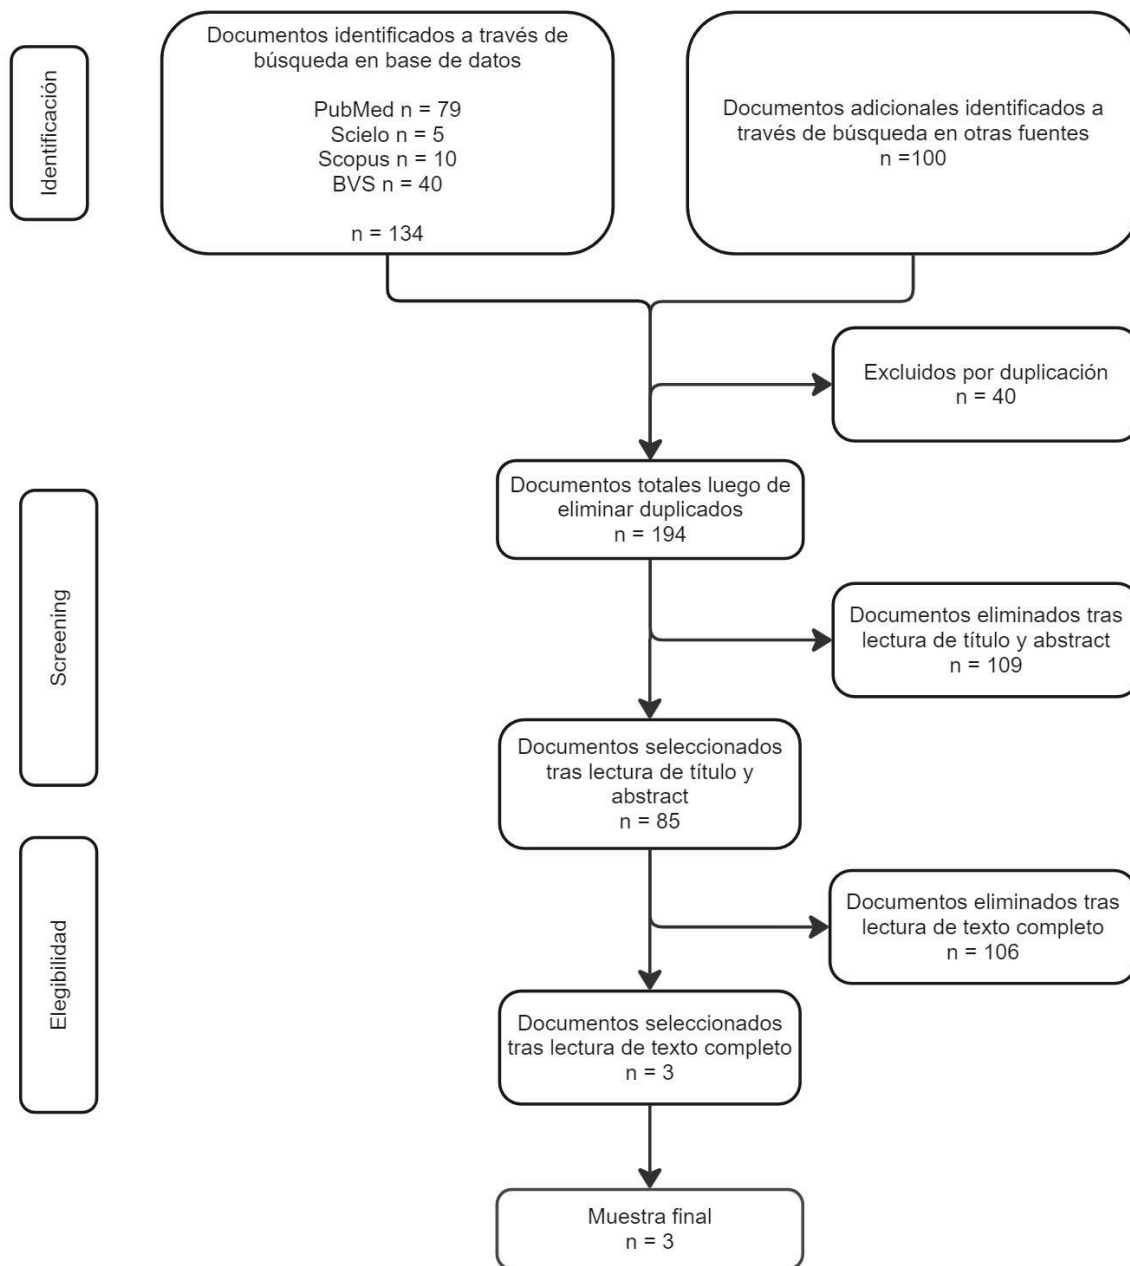 Identificación
Documentos identificados a través de
búsqueda en base de datos
PubMed n = 79
Scielo n = 5
Scopus n = 10
BVS n = 40
n = 134
Documentos adicionales identificados a
través de búsqueda en otras fuentes
n =100
Excluidos por duplicación
n = 40
Screening
Documentos totales luego de
eliminar duplicados
n = 194
Documentos eliminados tras
lectura de título y abstract
n = 109
Documentos seleccionados
tras lectura de título y
abstract
n = 85
Elegibilidad
Documentos eliminados tras
lectura de texto completo
n = 106
Documentos seleccionados
tras lectura de texto completo
n = 3
Muestra final
n = 3